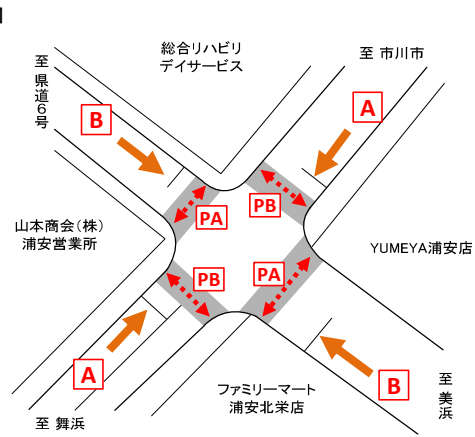 総合リハビリ
デイサービス
至 市川市
至 県道6号
A
B
PA
PB
山本商会(株)
浦安営業所
YUMEYA浦安店
PB
PA
A
B
ファミリーマート
浦安北栄店
至 美浜
至 舞浜